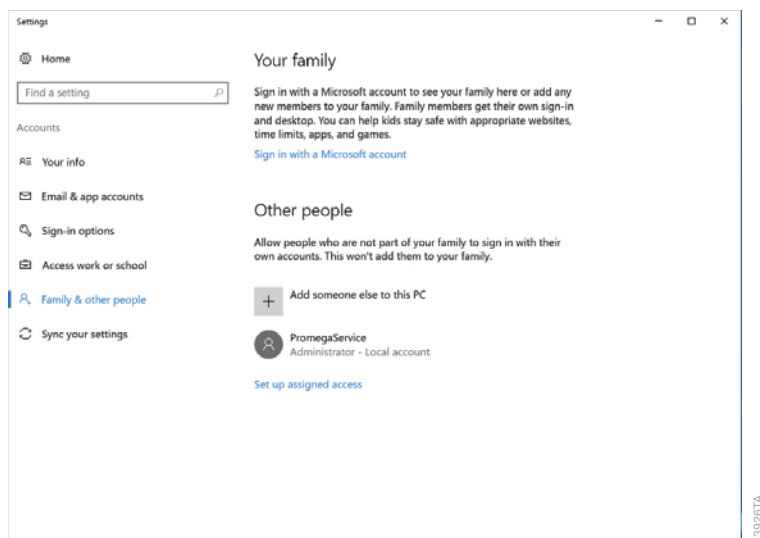 Settings
Home
Find a setting
Accounts
Your info
Email & app accounts
Sign-in options
Access work or school
Family & other people
Sync your settings
Your family
Sign in with a Microsoft account to see your family here or add any
new members to your family. Family members get their own sign-in
and desktop. You can help kids stay safe with appropriate websites,
time limits, apps, and games.
Sign in with a Microsoft account
Other people
Allow people who are not part of your family to sign in with their
own accounts. This won't add them to your family.
Add someone else to this PC
PromegaService
Administrator - Local account
Set up assigned access
3926TA